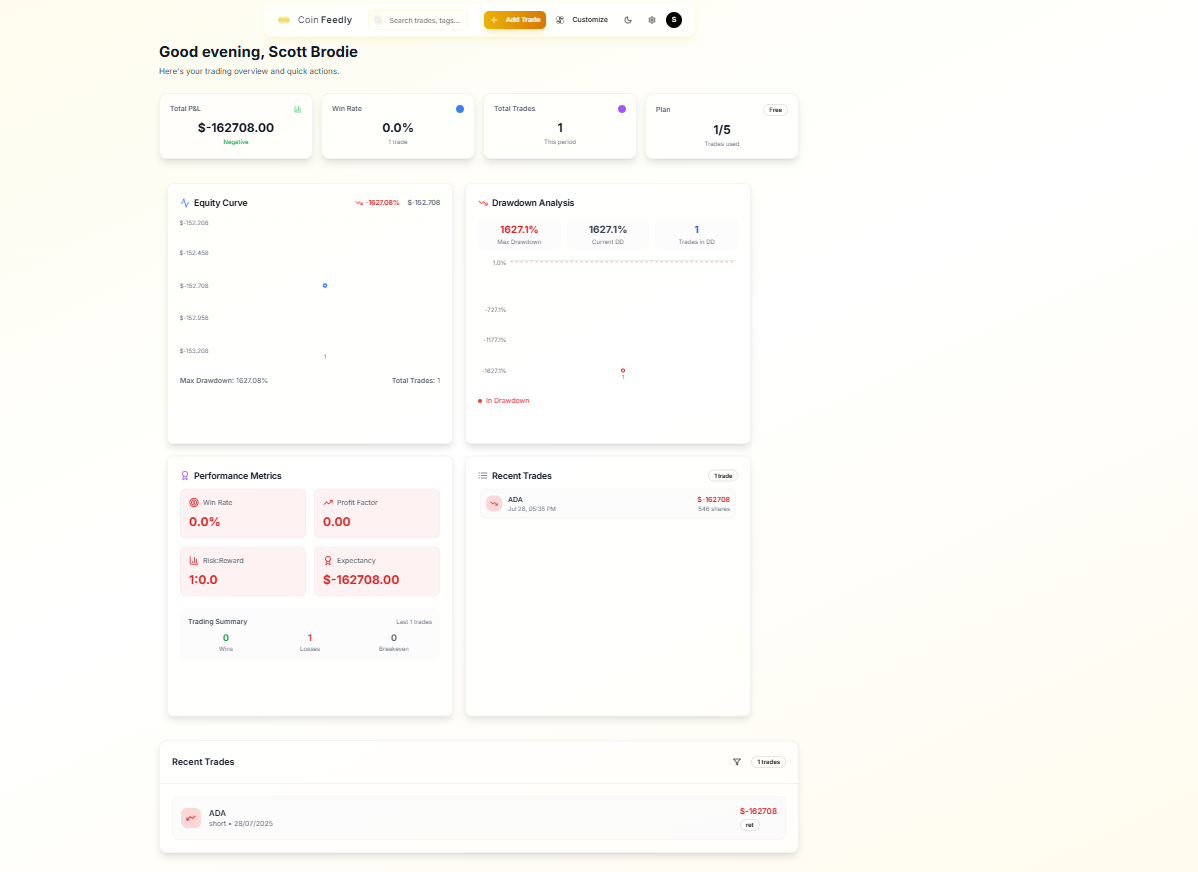 Coin Feedly
Search trades, tags...
Add Trade
Customize
S
Good evening, Scott Brodie
Here's your trading overview and quick actions.
Total P&L
$-162708.00
Negative
Win Rate
0.0%
1 trade
Total Trades
1
This period
Plan
Free
1/5
Trades used
Equity Curve
-1627.08%
$-152.708
$-152.208
$-152.458
$-152.708
$-152.958
$-153.208
1
Max Drawdown: 1627.08%
Total Trades: 1
Drawdown Analysis
1627.1%
Max Drawdown
1627.1%
Current DD
1
Trades in DD
1.0%
-727.1%
-1177.1%
-1627.1%
1
In Drawdown
Performance Metrics
Win Rate
0.0%
Profit Factor
0.00
Risk:Reward
1:0.0
Expectancy
$-162708.00
Trading Summary
Last 1 trades
0
Wins
1
Losses
0
Breakeven
Recent Trades
1 trade
ADA
Jul 28, 05:35 PM
$-162708
546 shares
Recent Trades
1 trades
ADA
short • 28/07/2025
$-162708
ret